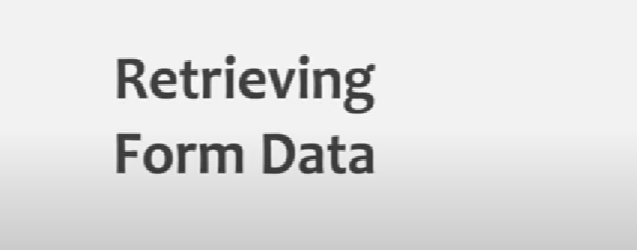 Retrieving
Form Data